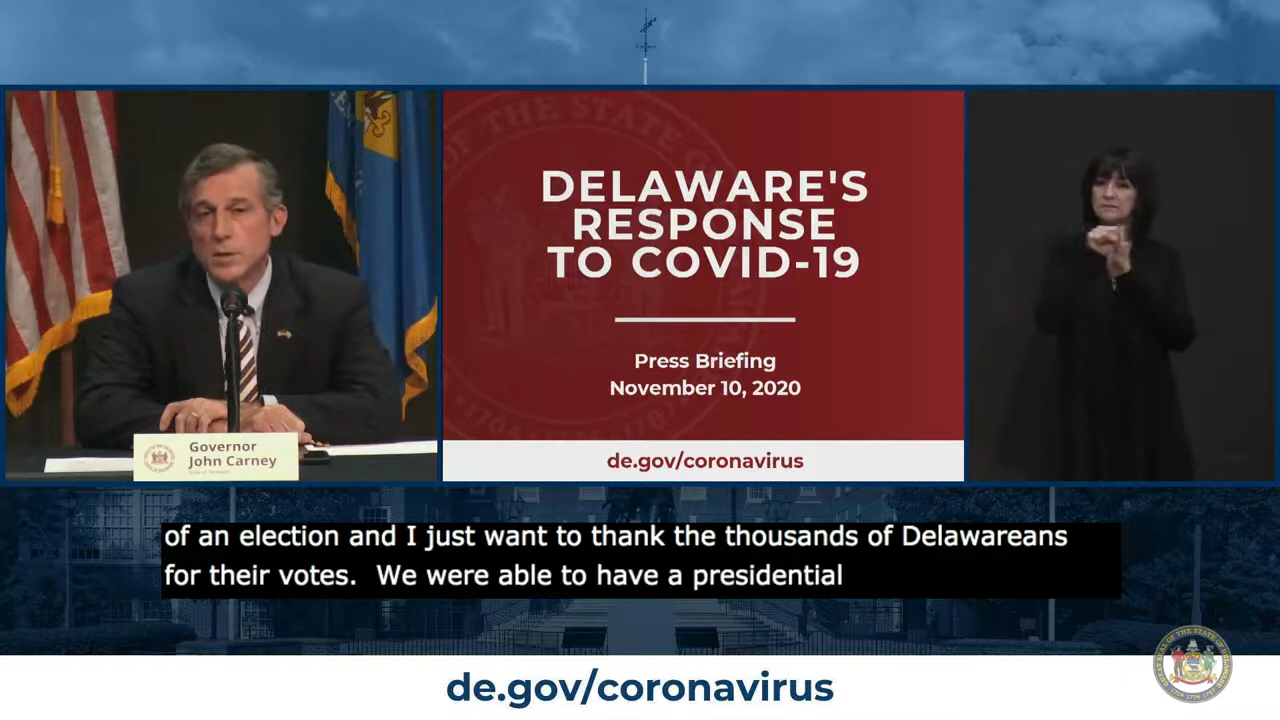 DELAWARE'S
RESPONSE
TO COVID-19
Press Briefing
November 10, 2020
de.gov/coronavirus
Governor
John Carney
of an election and I just want to thank the thousands of Delawareans
for their votes.  We were able to have a presidential
de.gov/coronavirus